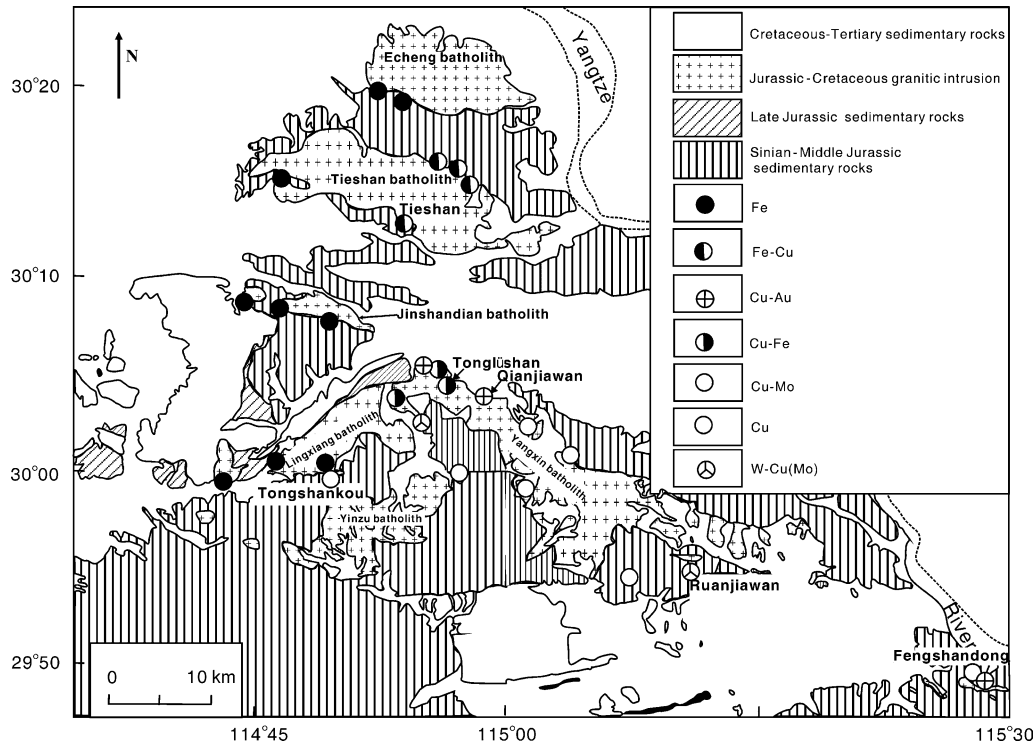 Cretaceous-Tertiary sedimentary rocks
Jurassic-Cretaceous granitic intrusion
Late Jurassic sedimentary rocks
Sinian-Middle Jurassic
sedimentary rocks
Fe
Fe-Cu
Cu-Au
Cu-Fe
Cu-Mo
Cu
W-Cu(Mo)
N
Yangtze
Echeng batholith
30°20
Tieshan batholith
Tieshan
30°10
Jinshandian batholith
Tonglüshan
Qianjiawan
Lingxiang batholith
Yangxin batholith
30°00
Tongshankou
Yinzu batholith
Ruanjiawan
River
Fengshandong
29°50
0 10 km
114°45
115°00
115°30